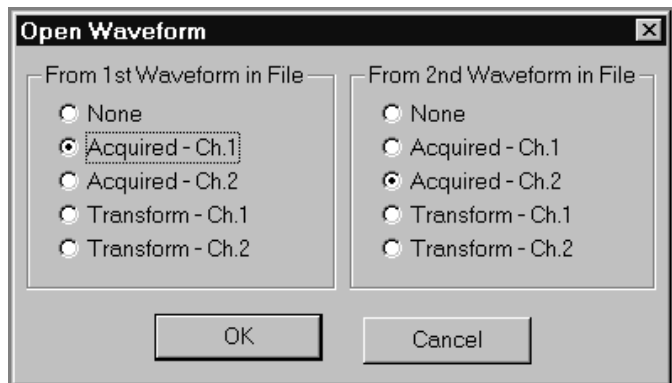 Open Waveform
From 1st Waveform in File
None
Acquired - Ch.1
Acquired - Ch.2
Transform - Ch.1
Transform - Ch.2
From 2nd Waveform in File
None
Acquired - Ch.1
Acquired - Ch.2
Transform - Ch.1
Transform - Ch.2
OK
Cancel